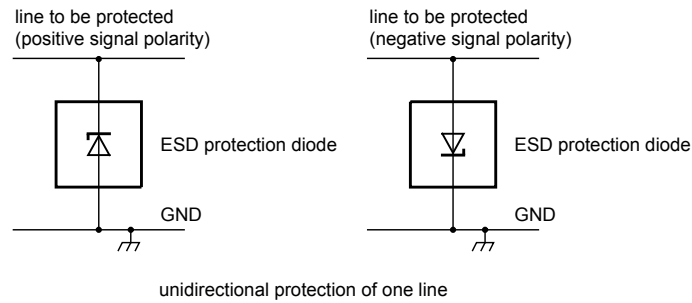 line to be protected
(positive signal polarity)
ESD protection diode
GND
line to be protected
(negative signal polarity)
ESD protection diode
GND
unidirectional protection of one line